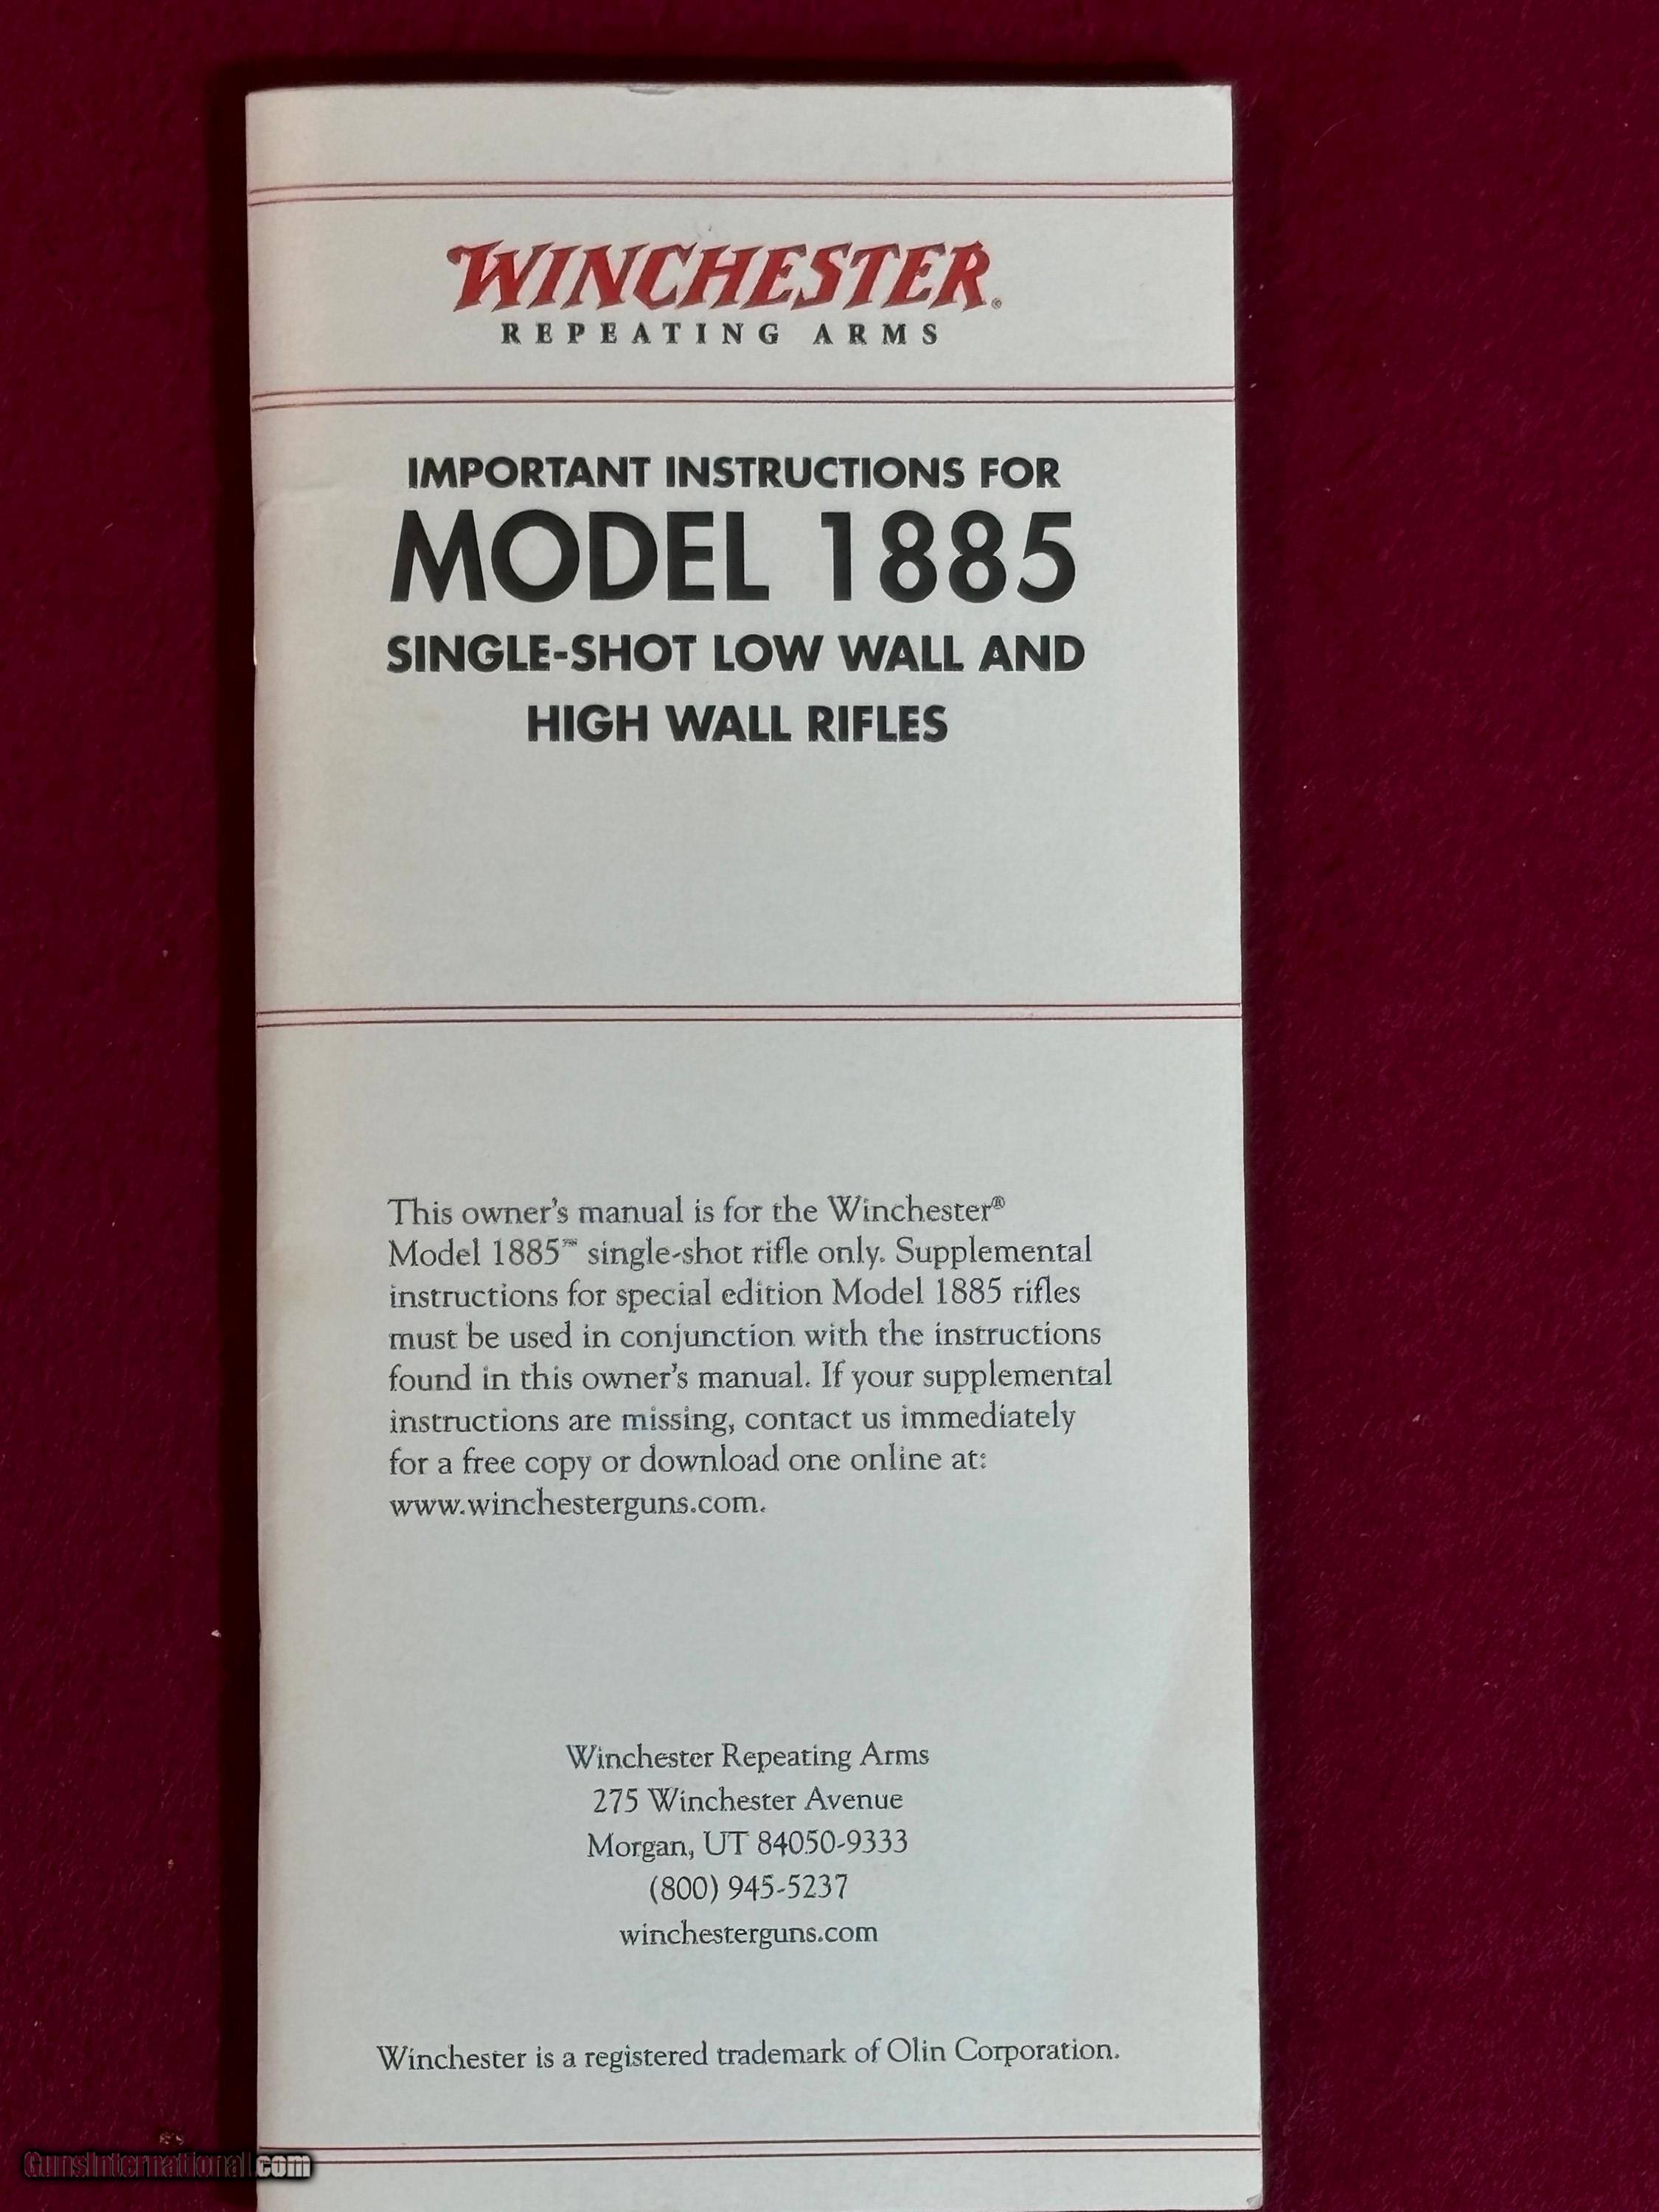 WINCHESTER®
REPEATING ARMS
IMPORTANT INSTRUCTIONS FOR
MODEL 1885
SINGLE-SHOT LOW WALL AND
HIGH WALL RIFLES
This owner's manual is for the Winchester®
Model 1885™ single-shot rifle only. Supplemental
instructions for special edition Model 1885 rifles
must be used in conjunction with the instructions
found in this owner's manual. If your supplemental
instructions are missing, contact us immediately
for a free copy or download one online at:
www.winchesterguns.com.
Winchester Repeating Arms
275 Winchester Avenue
Morgan, UT 84050-9333
(800) 945-5237
winchesterguns.com
Winchester is a registered trademark of Olin Corporation.
GunsInternational.com